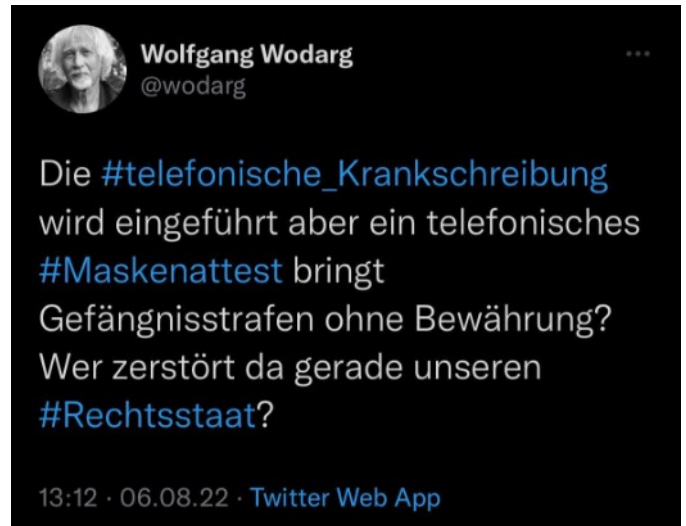 Wolfgang Wodarg
@wodarg
Die #telefonische_Krankschreibung
wird eingeführt aber ein telefonisches
#Maskenattest bringt
Gefängnisstrafen ohne Bewährung?
Wer zerstört da gerade unseren
#Rechtsstaat?
13:12 · 06.08.22 · Twitter Web App